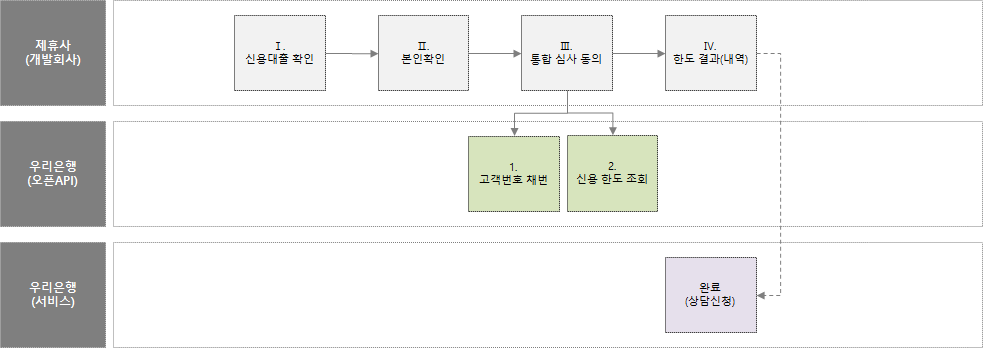 제휴사
(개발회사)
Ⅰ.
신용대출 확인
Ⅱ.
본인확인
Ⅲ.
통합 심사 동의
Ⅳ.
한도 결과(내역)
우리은행
(오픈API)
1.
고객번호 채번
2.
신용 한도 조회
우리은행
(서비스)
완료
(상담신청)